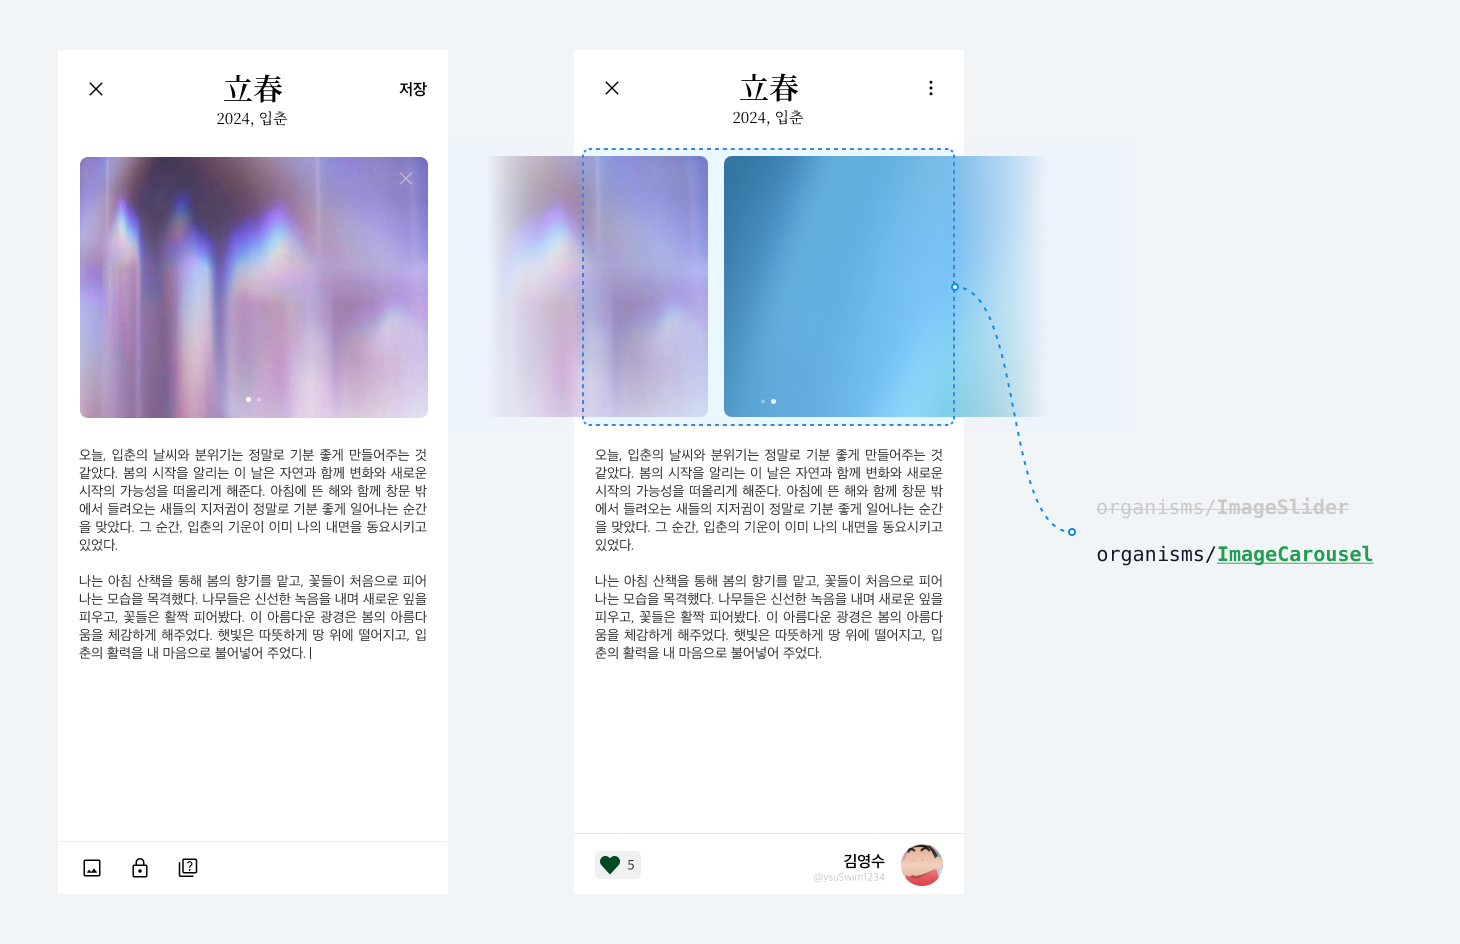 立春
저장
2024, 입춘
오늘, 입춘의 날씨와 분위기는 정말로 기분 좋게 만들어주는 것
같았다. 봄의 시작을 알리는 이 날은 자연과 함께 변화와 새로운
시작의 가능성을 떠올리게 해준다. 아침에 뜬 해와 함께 창문 밖
에서 들려오는 새들의 지저귐이 정말로 기분 좋게 일어나는 순간
을 맞았다. 그 순간, 입춘의 기운이 이미 나의 내면을 동요시키고
있었다.
나는 아침 산책을 통해 봄의 향기를 맡고, 꽃들이 처음으로 피어
나는 모습을 목격했다. 나무들은 신선한 녹음을 내며 새로운 잎을
피우고, 꽃들은 활짝 피어봤다. 이 아름다운 광경은 봄의 아름다
움을 체감하게 해주었다. 햇빛은 따뜻하게 땅 위에 떨어지고, 입
춘의 활력을 내 마음으로 불어넣어 주었다.
立春
2024, 입춘
오늘, 입춘의 날씨와 분위기는 정말로 기분 좋게 만들어주는 것
같았다. 봄의 시작을 알리는 이 날은 자연과 함께 변화와 새로운
시작의 가능성을 떠올리게 해준다. 아침에 뜬 해와 함께 창문 밖
에서 들려오는 새들의 지저귐이 정말로 기분 좋게 일어나는 순간
을 맞았다. 그 순간, 입춘의 기운이 이미 나의 내면을 동요시키고
있었다.
나는 아침 산책을 통해 봄의 향기를 맡고, 꽃들이 처음으로 피어
나는 모습을 목격했다. 나무들은 신선한 녹음을 내며 새로운 잎을
피우고, 꽃들은 활짝 피어봤다. 이 아름다운 광경은 봄의 아름다
움을 체감하게 해주었다. 햇빛은 따뜻하게 땅 위에 떨어지고, 입
춘의 활력을 내 마음으로 불어넣어 주었다.
5
김영수
@ysuSwim1234
organisms/ImageSlider
organisms/ImageCarousel